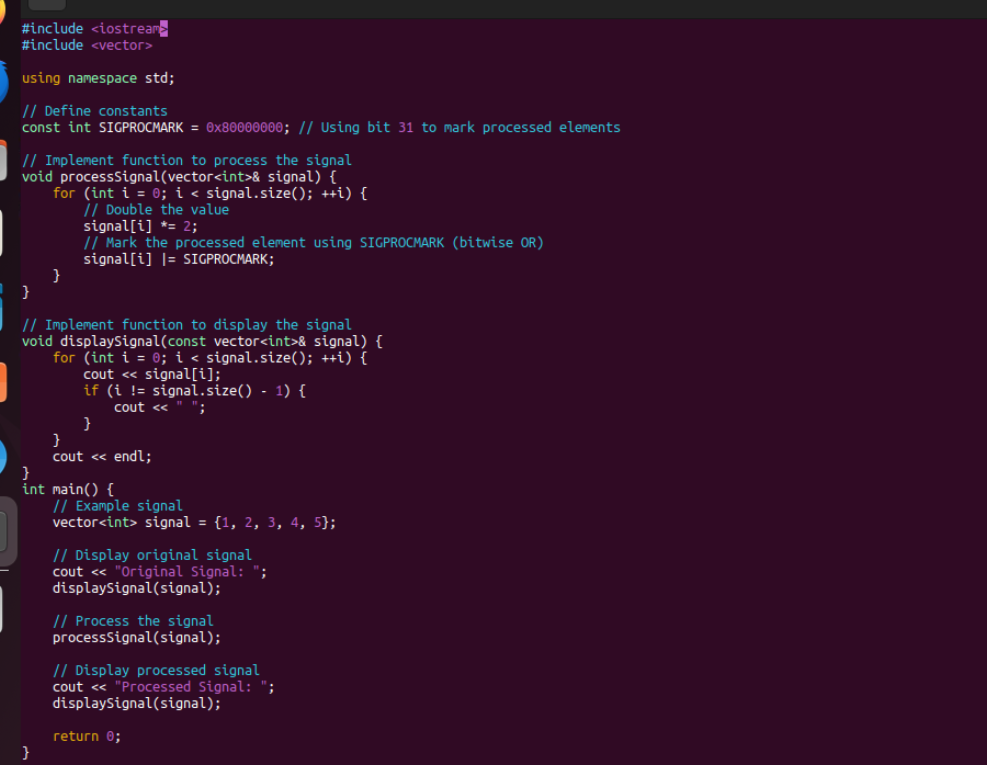 #include <iostream>
#include <vector>

using namespace std;

// Define constants
const int SIGPROCMARK = 0x80000000; // Using bit 31 to mark processed elements

// Implement function to process the signal
void processSignal(vector<int>& signal) {
    for (int i = 0; i < signal.size(); ++i) {
        // Double the value
        signal[i] *= 2;
        // Mark the processed element using SIGPROCMARK (bitwise OR)
        signal[i] |= SIGPROCMARK;
    }
}

// Implement function to display the signal
void displaySignal(const vector<int>& signal) {
    for (int i = 0; i < signal.size(); ++i) {
        cout << signal[i];
        if (i != signal.size() - 1) {
            cout << " ";
        }
    }
    cout << endl;
}
int main() {
    // Example signal
    vector<int> signal = {1, 2, 3, 4, 5};

    // Display original signal
    cout << "Original Signal: ";
    displaySignal(signal);

    // Process the signal
    processSignal(signal);

    // Display processed signal
    cout << "Processed Signal: ";
    displaySignal(signal);

    return 0;
}